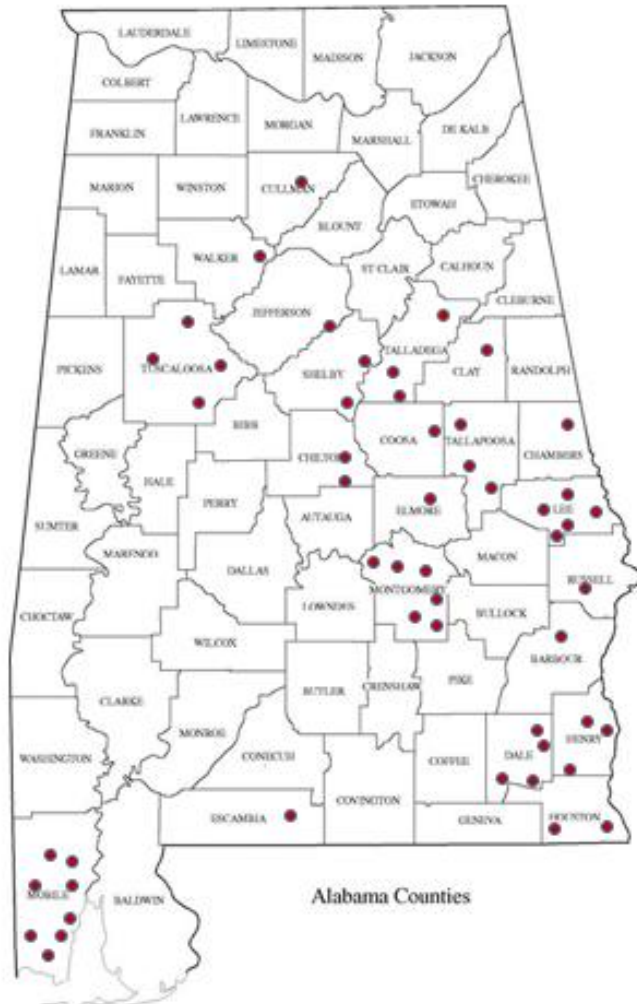 LAUDERDALE
LIMESTONE
MADISON
JACKSON
COLBERT
LAWRENCE
FRANKLIN
MORGAN
MARSHALL
DE KALB
MARION
WINSTON
CULLMAN
CHEROKEE
ETOWAH
BLOUNT
WALKER
LAMAR
FAYETTE
ST CLAIR
CALHOUN
CLEBURNE
JEFFERSON
PICKENS
TUSCALOOSA
SHELBY
TALLADEGA
CLAY
RANDOLPH
BIBB
COOSA
TALLAPOOSA
CHAMBERS
GREENE
HALE
CHILTON
PERRY
ELMORE
LEE
AUTAUGA
SUMTER
MARENGO
DALLAS
MACON
RUSSELL
MONTGOMERY
LOWNDES
BULLOCK
CHOCTAW
WILCOX
BARBOUR
PIKE
BUTLER
CRENSHAW
CLARKE
MONROE
WASHINGTON
CONECUH
COFFEE
DALE
HENRY
COVINGTON
ESCAMBIA
GENEVA
HOUSTON
MOBILE
BALDWIN
Alabama Counties